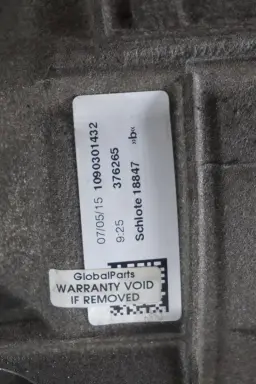 07/05/15 1090301432
9:25 376265 »b«
Schlote 18847
GlobalParts
WARRANTY VOID
IF REMOVED